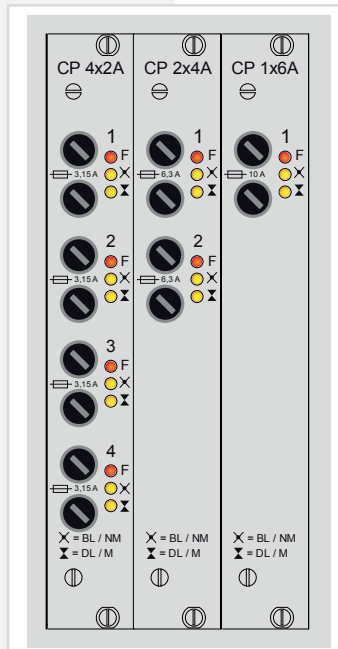 CP 4x2A
1
F
3,15 A
2
F
3,15 A
3
F
3,15 A
4
F
3,15 A
= BL / NM
= DL / M
CP 2x4A
1
F
6,3 A
2
F
6,3 A
= BL / NM
= DL / M
CP 1x6A
1
F
10 A
= BL / NM
= DL / M